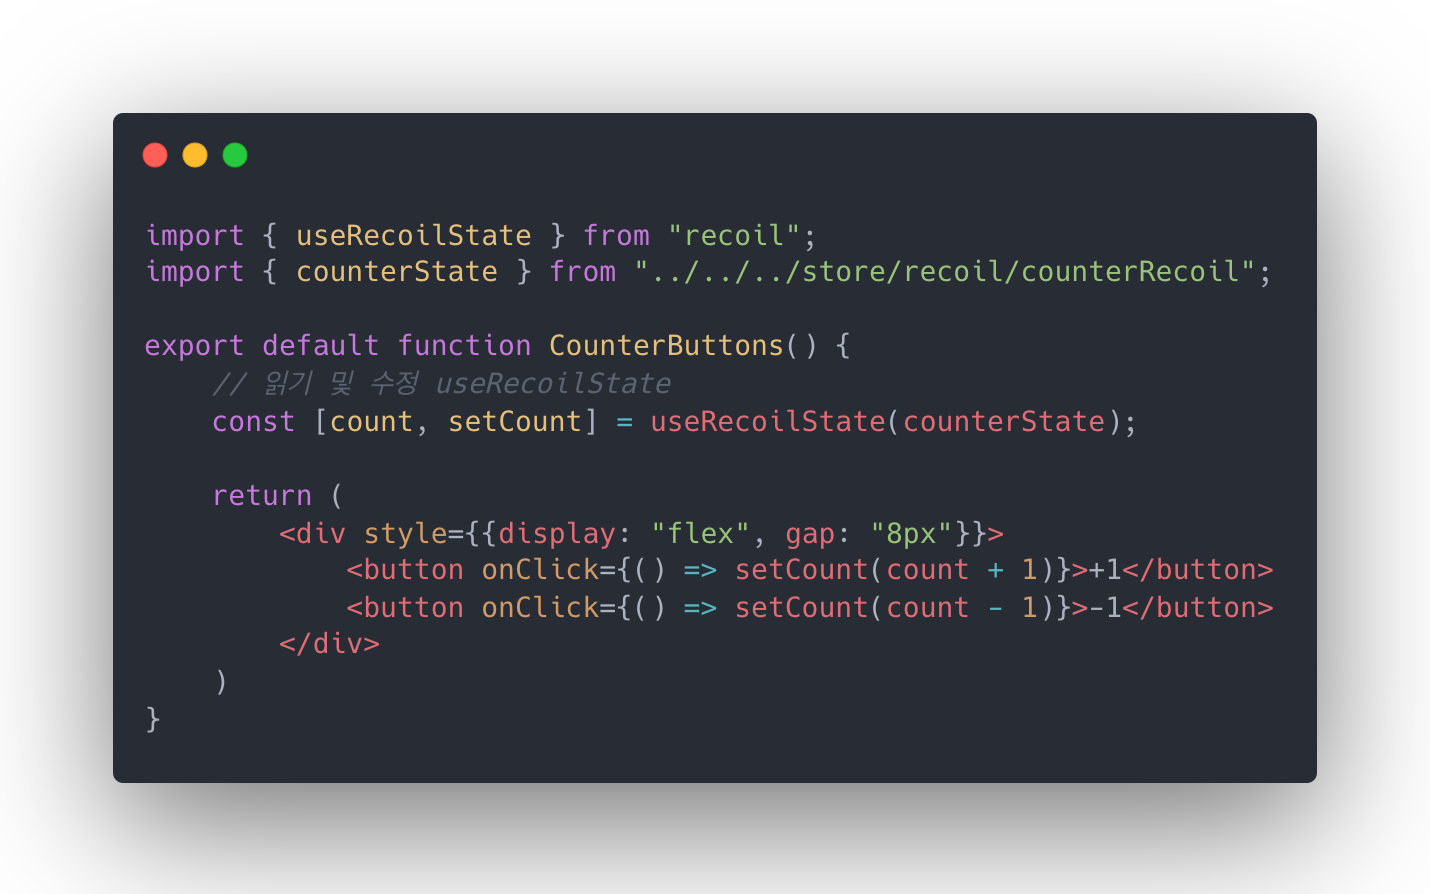 import { useRecoilState } from "recoil";
import { counterState } from "../../../store/recoil/counterRecoil";
export default function CounterButtons() {
    // 읽기 및 수정 useRecoilState
    const [count, setCount] = useRecoilState(counterState);
    return (
        <div style={{display: "flex", gap: "8px"}}>
            <button onClick={() => setCount(count + 1)}>+1</button>
            <button onClick={() => setCount(count - 1)}>-1</button>
        </div>
    )
}